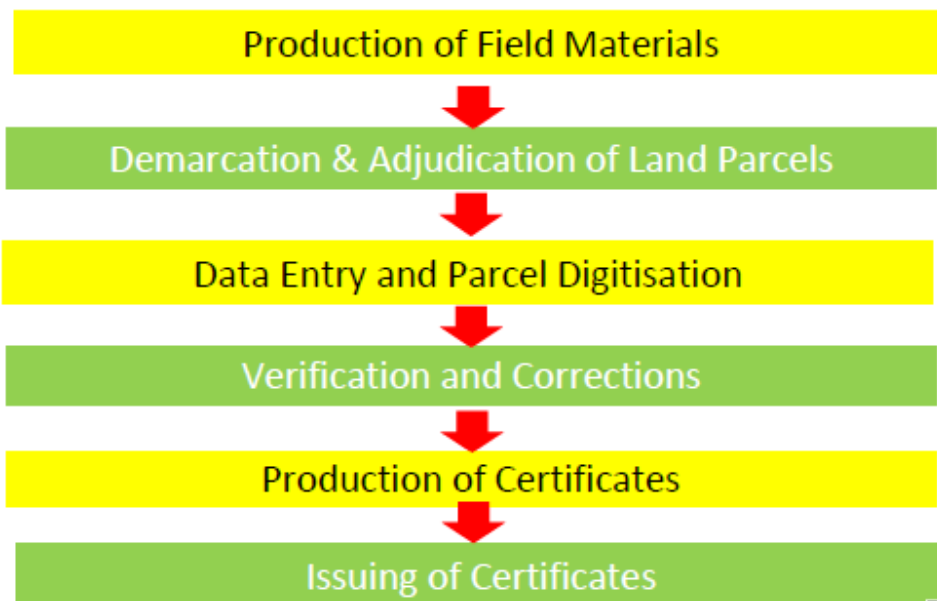 Production of Field Materials
Demarcation & Adjudication of Land Parcels
Data Entry and Parcel Digitisation
Verification and Corrections
Production of Certificates
Issuing of Certificates